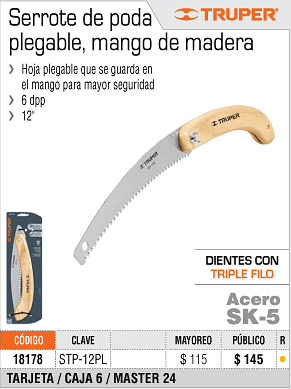 Serrote de poda
plegable, mango de madera
TRUPER®
Hoja plegable que se guarda en
el mango para mayor seguridad
6 dpp
12"
TRUPER
DIENTES CON
TRIPLE FILO
Acero
SK-5
CÓDIGO CLAVE MAYOREO PÚBLICO R
18178 STP-12PL $ 115 $ 145
TARJETA / CAJA 6 / MASTER 24